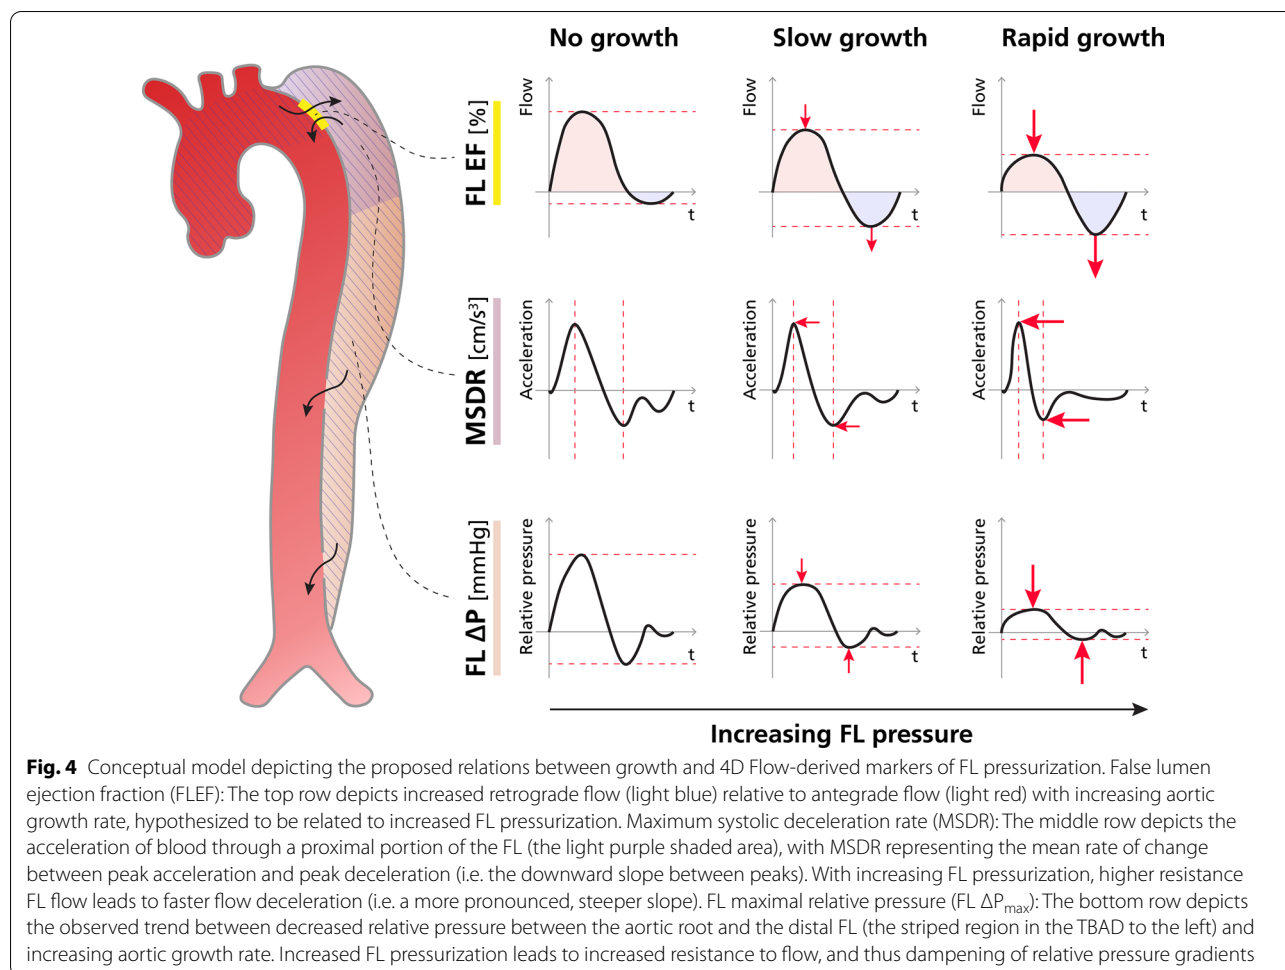 No growth
Slow growth
Rapid growth
FL EF [%]
Flow
t
Flow
t
Flow
t
MSDR [cm/s³]
Acceleration
t
Acceleration
t
Acceleration
t
FL ΔP [mmHg]
Relative pressure
t
Relative pressure
t
Relative pressure
t
Increasing FL pressure
Fig. 4 Conceptual model depicting the proposed relations between growth and 4D Flow-derived markers of FL pressurization. False lumen
ejection fraction (FLEF): The top row depicts increased retrograde flow (light blue) relative to antegrade flow (light red) with increasing aortic
growth rate, hypothesized to be related to increased FL pressurization. Maximum systolic deceleration rate (MSDR): The middle row depicts the
acceleration of blood through a proximal portion of the FL (the light purple shaded area), with MSDR representing the mean rate of change
between peak acceleration and peak deceleration (i.e. the downward slope between peaks). With increasing FL pressurization, higher resistance
FL flow leads to faster flow deceleration (i.e. a more pronounced, steeper slope). FL maximal relative pressure (FL ΔPmax): The bottom row depicts
the observed trend between decreased relative pressure between the aortic root and the distal FL (the striped region in the TBAD to the left) and
increasing aortic growth rate. Increased FL pressurization leads to increased resistance to flow, and thus dampening of relative pressure gradients